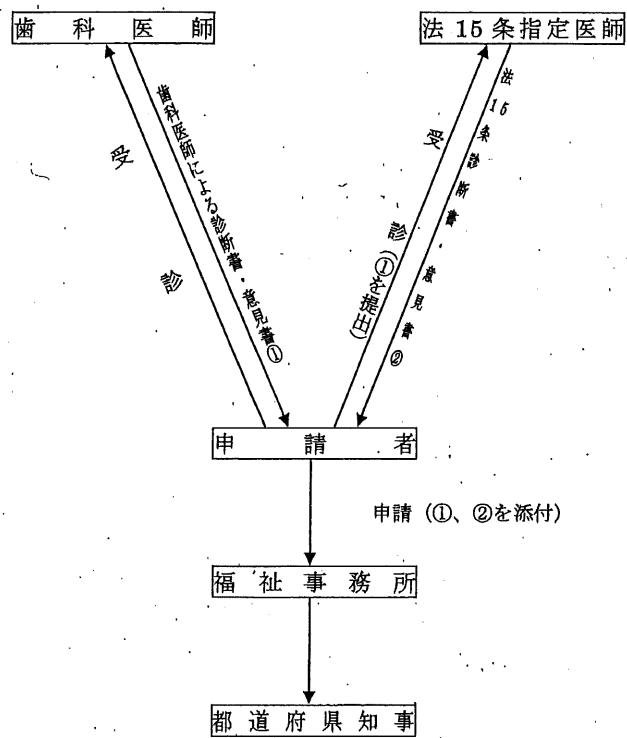 歯科医師
法15条指定医師
受診
歯科医師による診断書・意見書①
受診(①を提出)
法15条診断書・意見書②
申請者
申請(①、②を添付)
福祉事務所
都道府県知事